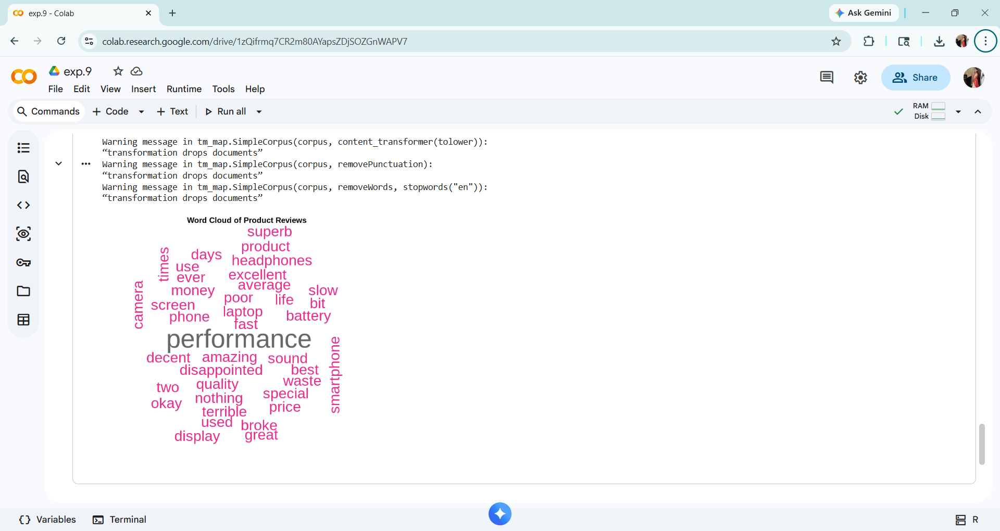 exp.9 - Colab
Ask Gemini
colab.research.google.com/drive/1zQifrmq7CR2m80AYapsZDjSOZGnWAPV7
exp.9
File Edit View Insert Runtime Tools Help
Share
Commands + Code + Text Run all
RAM
Disk
Warning message in tm_map.SimpleCorpus(corpus, content_transformer(tolower)):
“transformation drops documents”
Warning message in tm_map.SimpleCorpus(corpus, removePunctuation):
“transformation drops documents”
Warning message in tm_map.SimpleCorpus(corpus, removeWords, stopwords("en")):
“transformation drops documents”
Word Cloud of Product Reviews
superb
product
times
days
headphones
use
ever
excellent
average
camera
money
slow
poor
life
bit
screen
phone
laptop
battery
fast
performance
smartphone
decent
amazing
sound
disappointed
best
waste
two
quality
special
okay
nothing
price
terrible
used
broke
display
great
Variables
Terminal
R